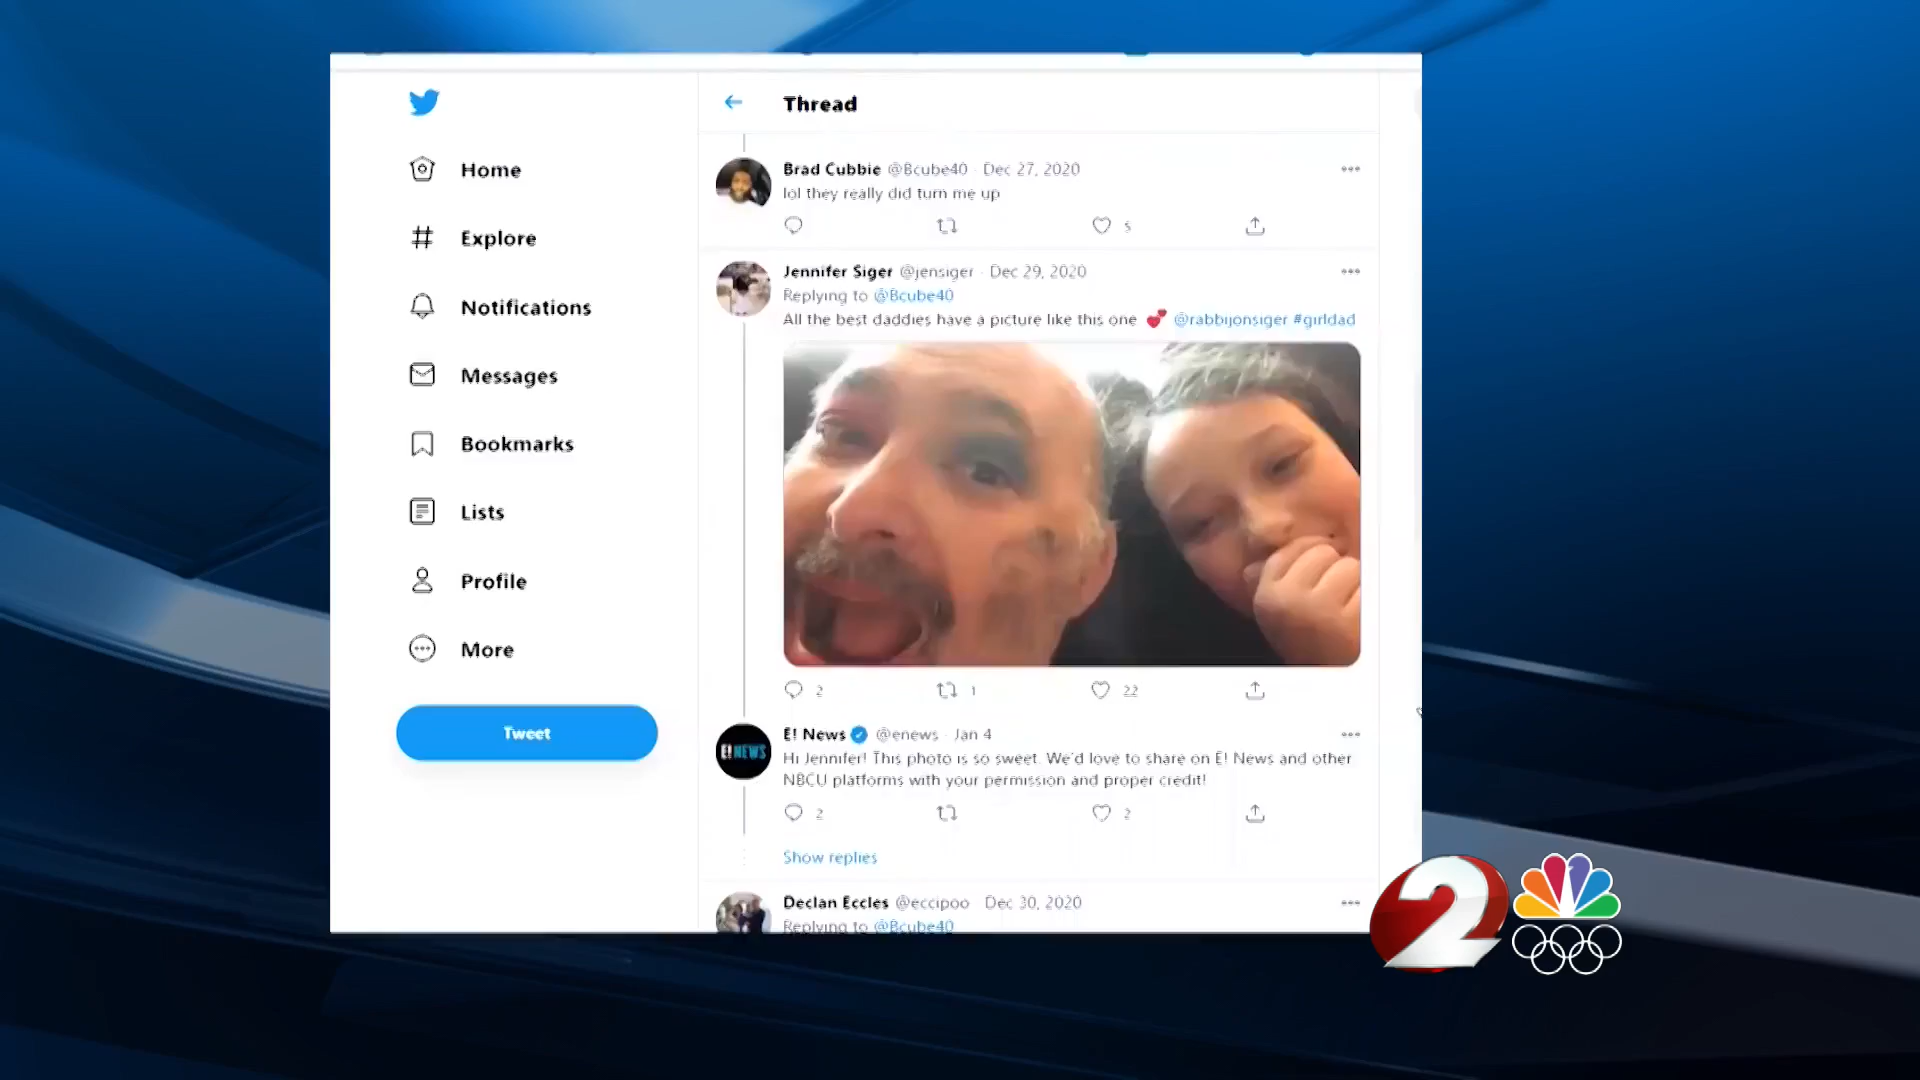 Thread
Home
Explore
Notifications
Messages
Bookmarks
Lists
Profile
More
Tweet
Brad Cubbie @Bcube40 · Dec 27, 2020
lol they really did turn me up
5
Jennifer Siger @jensiger · Dec 29, 2020
Replying to @Bcube40
All the best daddies have a picture like this one 💕 @rabbijonsiger #girldad
2 1 22
E! News @enews · Jan 4
E! NEWS
Hi Jennifer! This photo is so sweet. We'd love to share on E! News and other
NBCU platforms with your permission and proper credit!
2 2
Show replies
Declan Eccles @eccipoo · Dec 30, 2020
Replying to @Bcube40
2